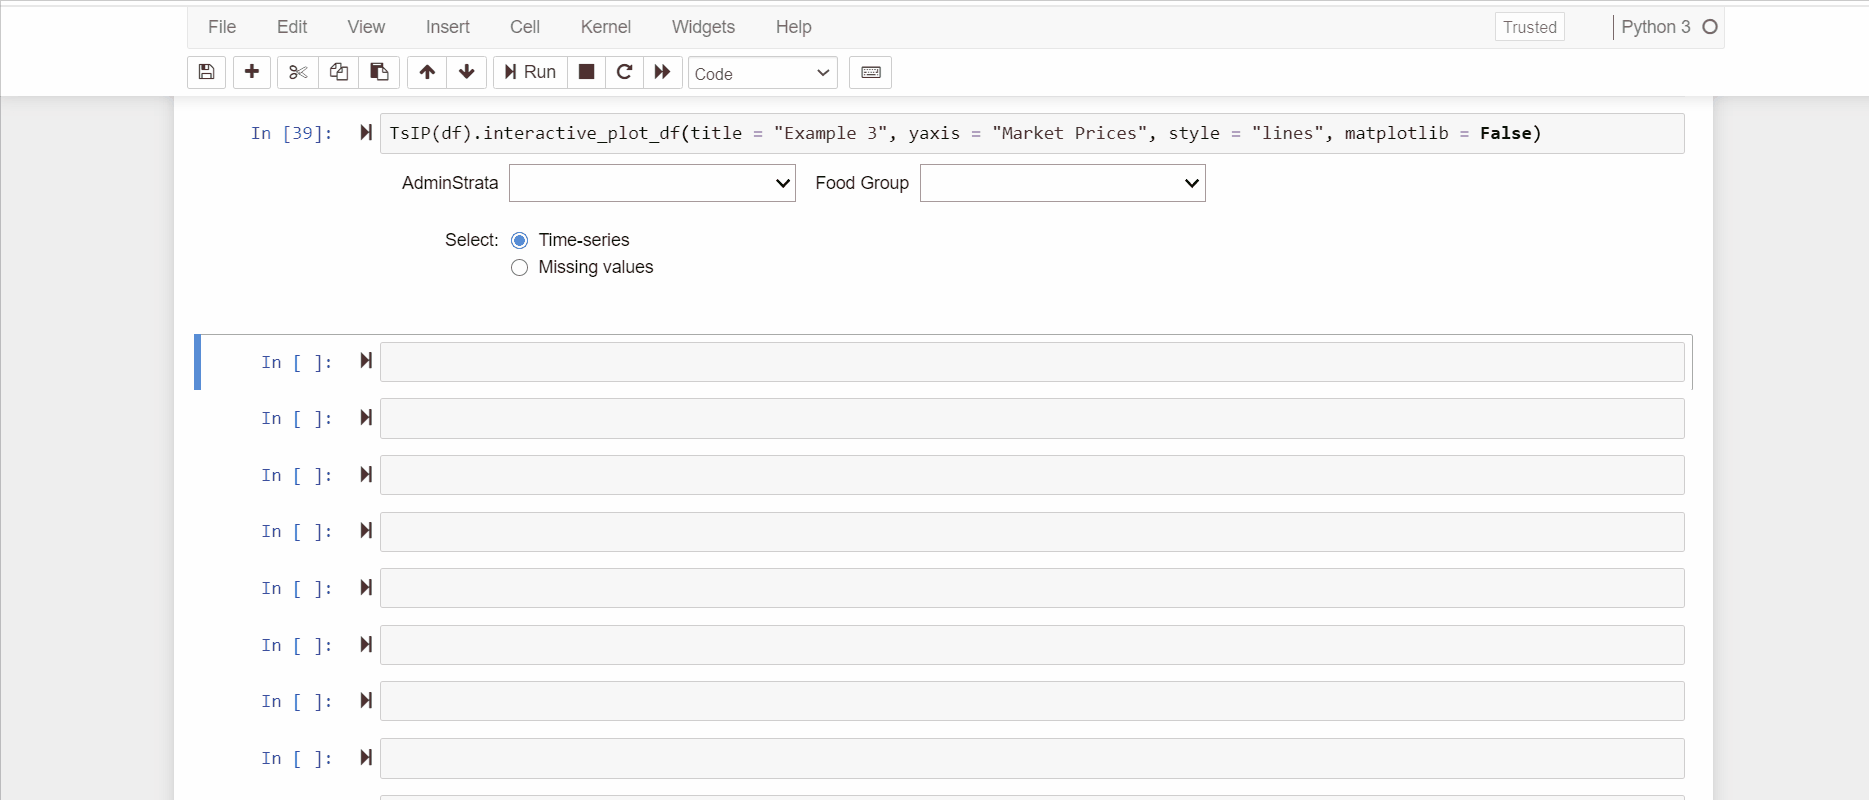 File Edit View Insert Cell Kernel Widgets Help Trusted Python 3
Run Code
In [39]: TsIP(df).interactive_plot_df(title = "Example 3", yaxis = "Market Prices", style = "lines", matplotlib = False)
AdminStrata Food Group
Select: Time-series
Missing values
In [ ]:
In [ ]:
In [ ]:
In [ ]:
In [ ]:
In [ ]:
In [ ]:
In [ ]: